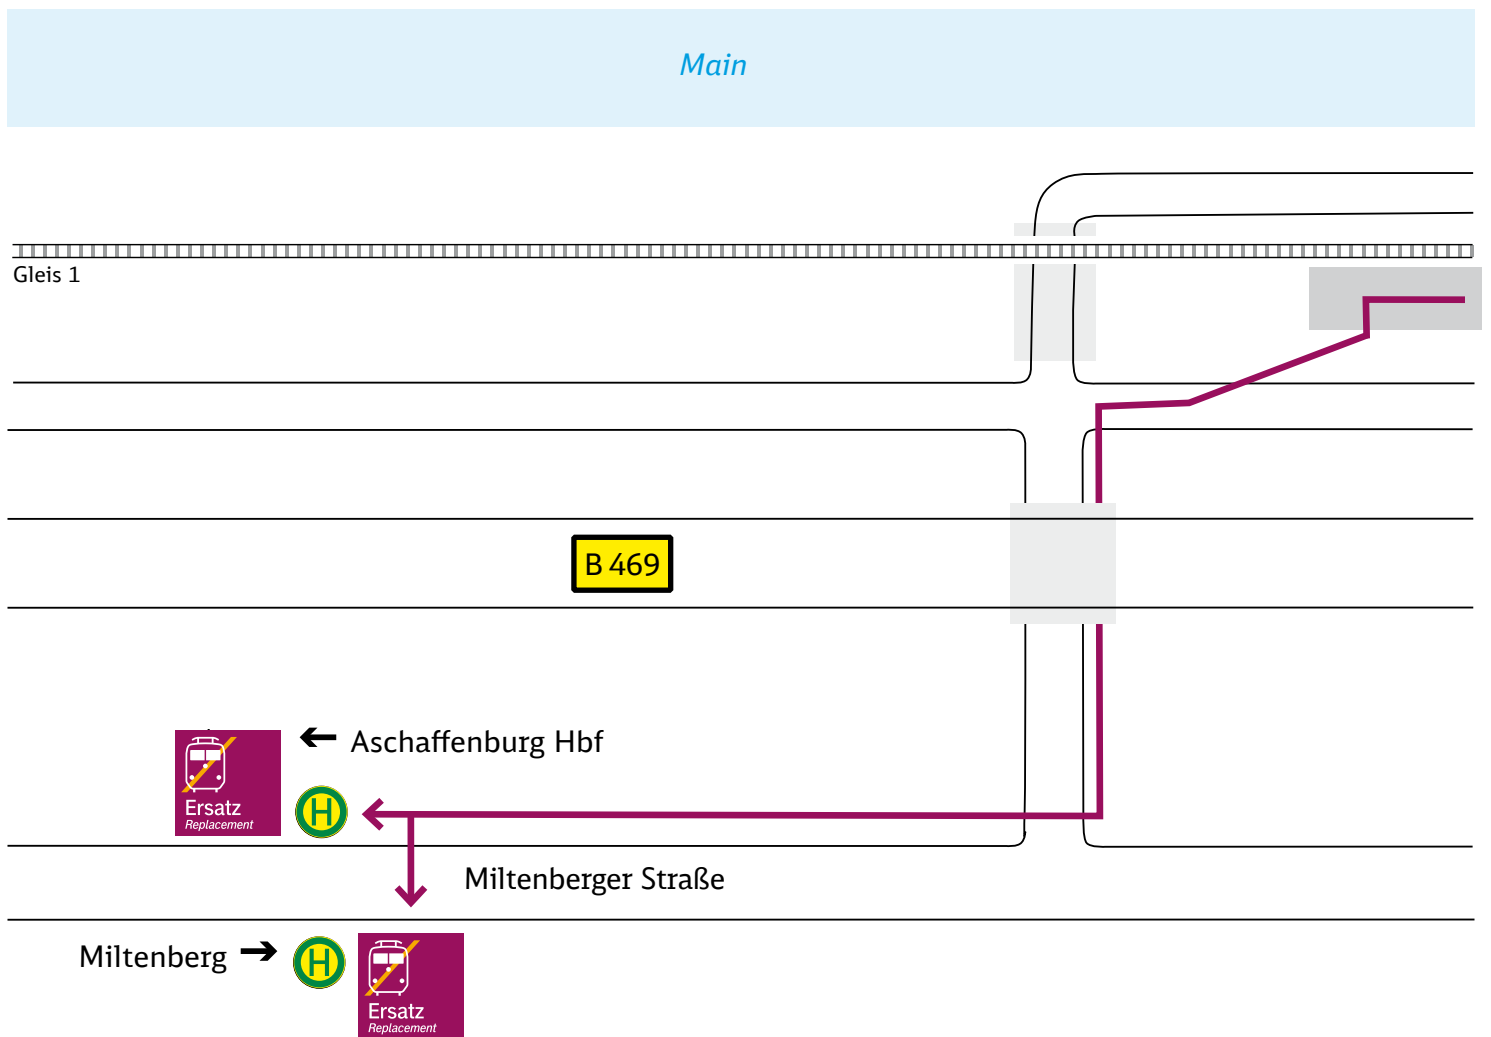 Main
Gleis 1
B 469
Aschaffenburg Hbf
Ersatz
Replacement
H
Miltenberger Straße
Miltenberg
H
Ersatz
Replacement